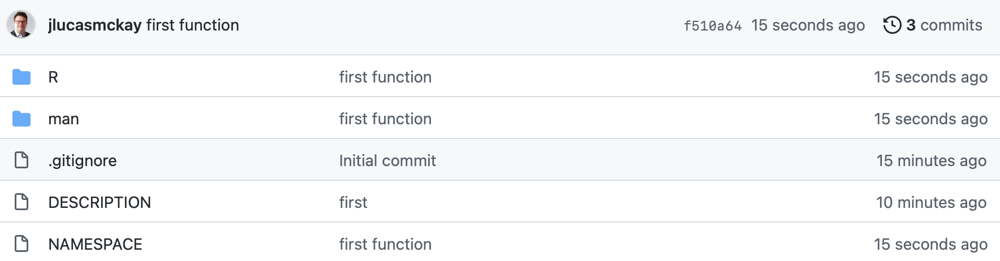 jlucasmckay first function f510a64 15 seconds ago 3 commits
R first function 15 seconds ago
man first function 15 seconds ago
.gitignore Initial commit 15 minutes ago
DESCRIPTION first 10 minutes ago
NAMESPACE first function 15 seconds ago